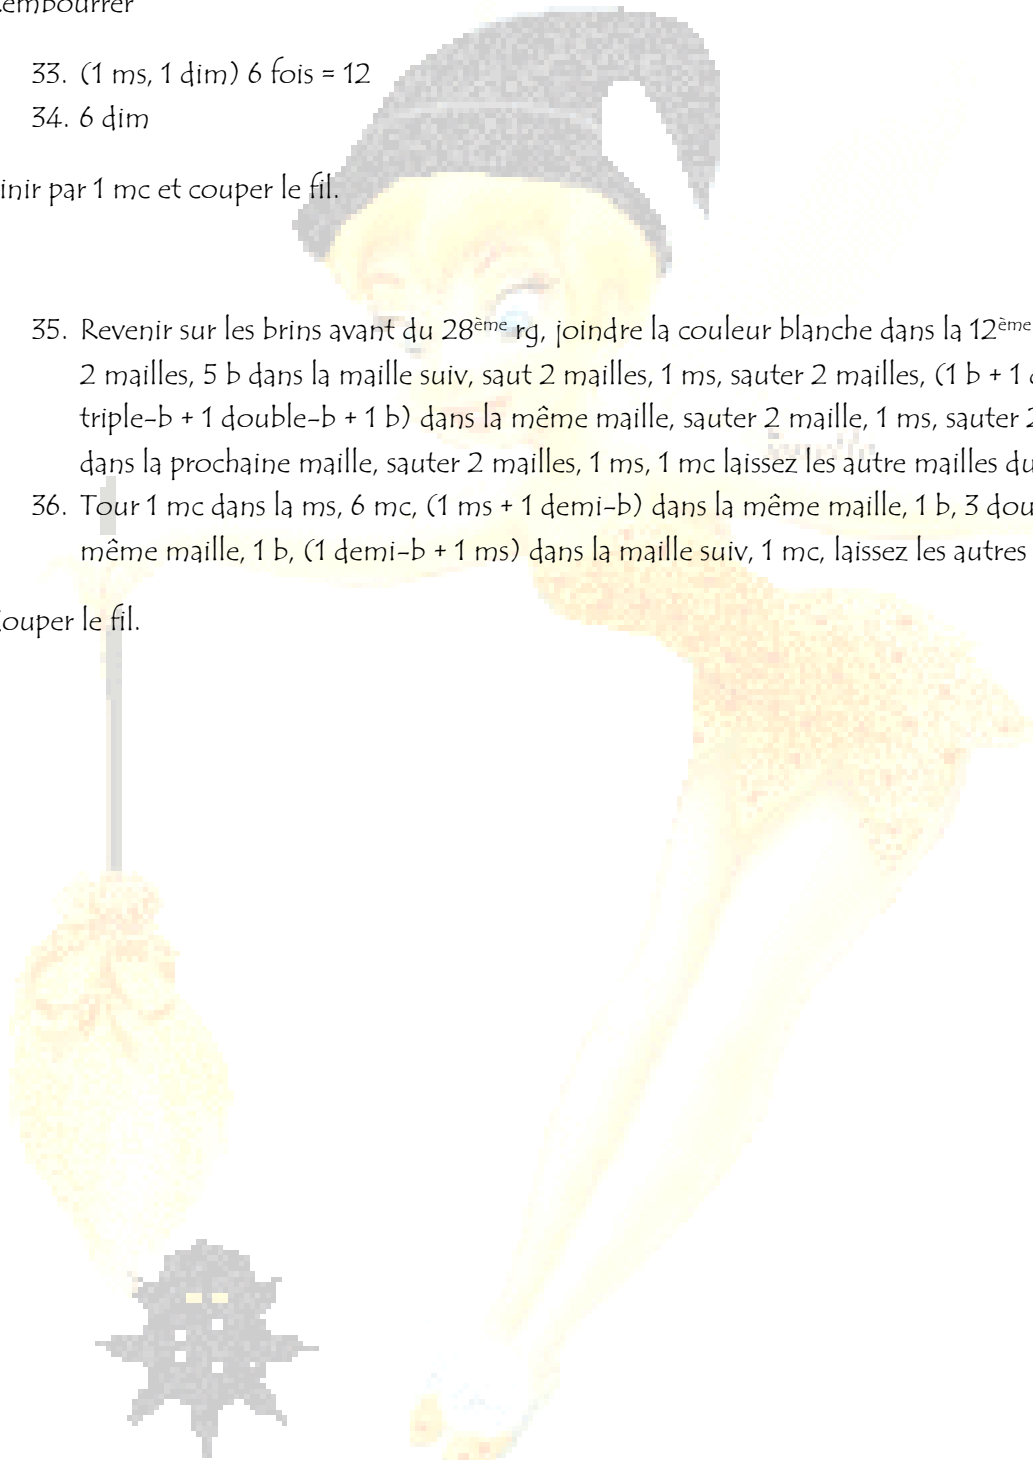 embourrer
33. (1 ms, 1 dim) 6 fois = 12
34. 6 dim
inir par 1 mc et couper le fil.
35. Revenir sur les brins avant du 28ème rg, joindre la couleur blanche dans la 12ème
2 mailles, 5 b dans la maille suiv, saut 2 mailles, 1 ms, sauter 2 mailles, (1 b + 1
triple-b + 1 double-b + 1 b) dans la même maille, sauter 2 maille, 1 ms, sauter 2
dans la prochaine maille, sauter 2 mailles, 1 ms, 1 mc laissez les autre mailles du
36. Tour 1 mc dans la ms, 6 mc, (1 ms + 1 demi-b) dans la même maille, 1 b, 3 dou
même maille, 1 b, (1 demi-b + 1 ms) dans la maille suiv, 1 mc, laissez les autres
ouper le fil.